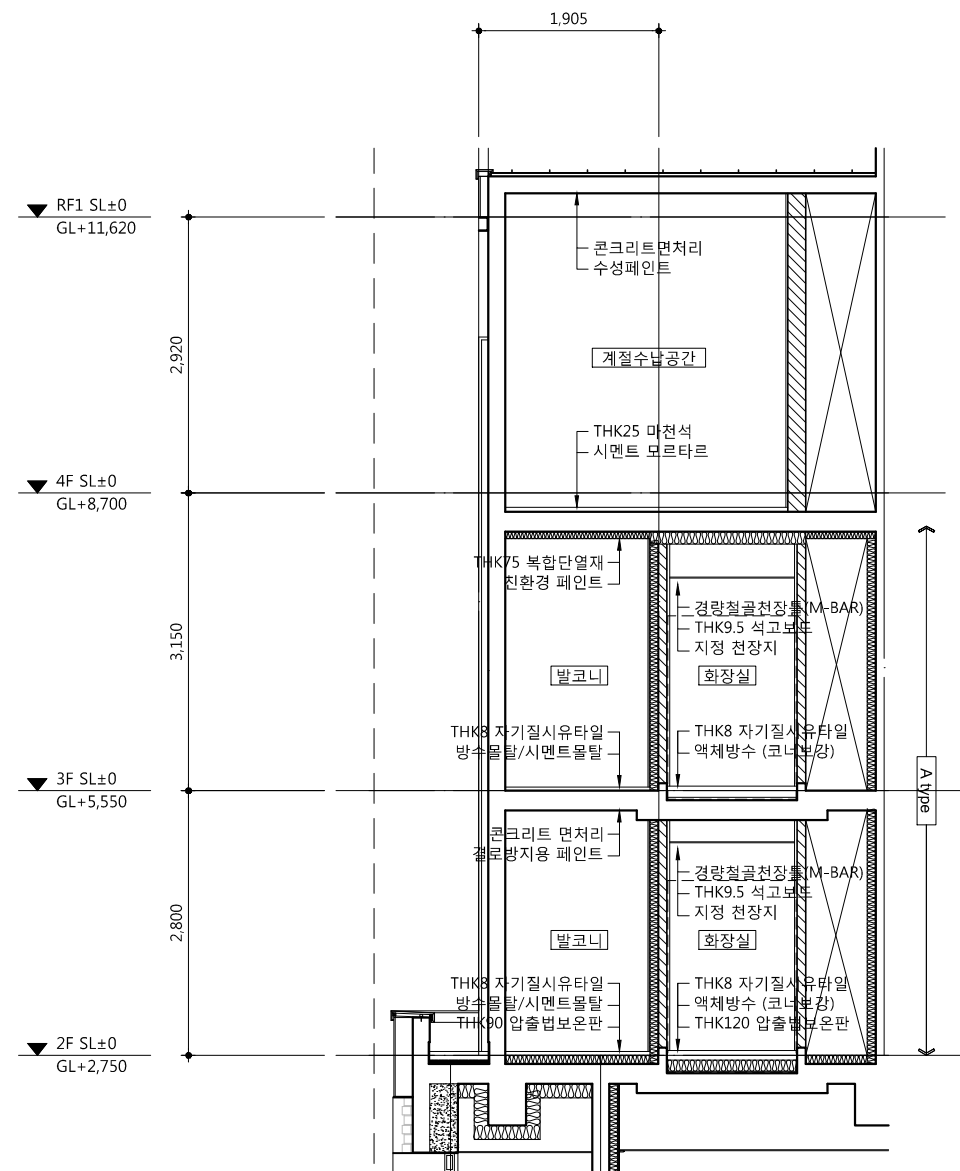 1,905
RF1 SL±0
GL+11,620
콘크리트면처리
수성페인트
2,920
계절수납공간
THK25 마천석
시멘트 모르타르
4F SL±0
GL+8,700
THK75 복합단열재
친환경 페인트
경량철골천장틀(M-BAR)
THK9.5 석고보드
지정 천장지
3,150
발코니
화장실
THK8 자기질시유타일
방수몰탈/시멘트몰탈
THK8 자기질시유타일
액체방수 (코너보강)
3F SL±0
GL+5,550
A type
콘크리트 면처리
결로방지용 페인트
경량철골천장틀(M-BAR)
THK9.5 석고보드
지정 천장지
2,800
발코니
화장실
THK8 자기질시유타일
방수몰탈/시멘트몰탈
THK90 압출법보온판
THK8 자기질시유타일
액체방수 (코너보강)
THK120 압출법보온판
2F SL±0
GL+2,750